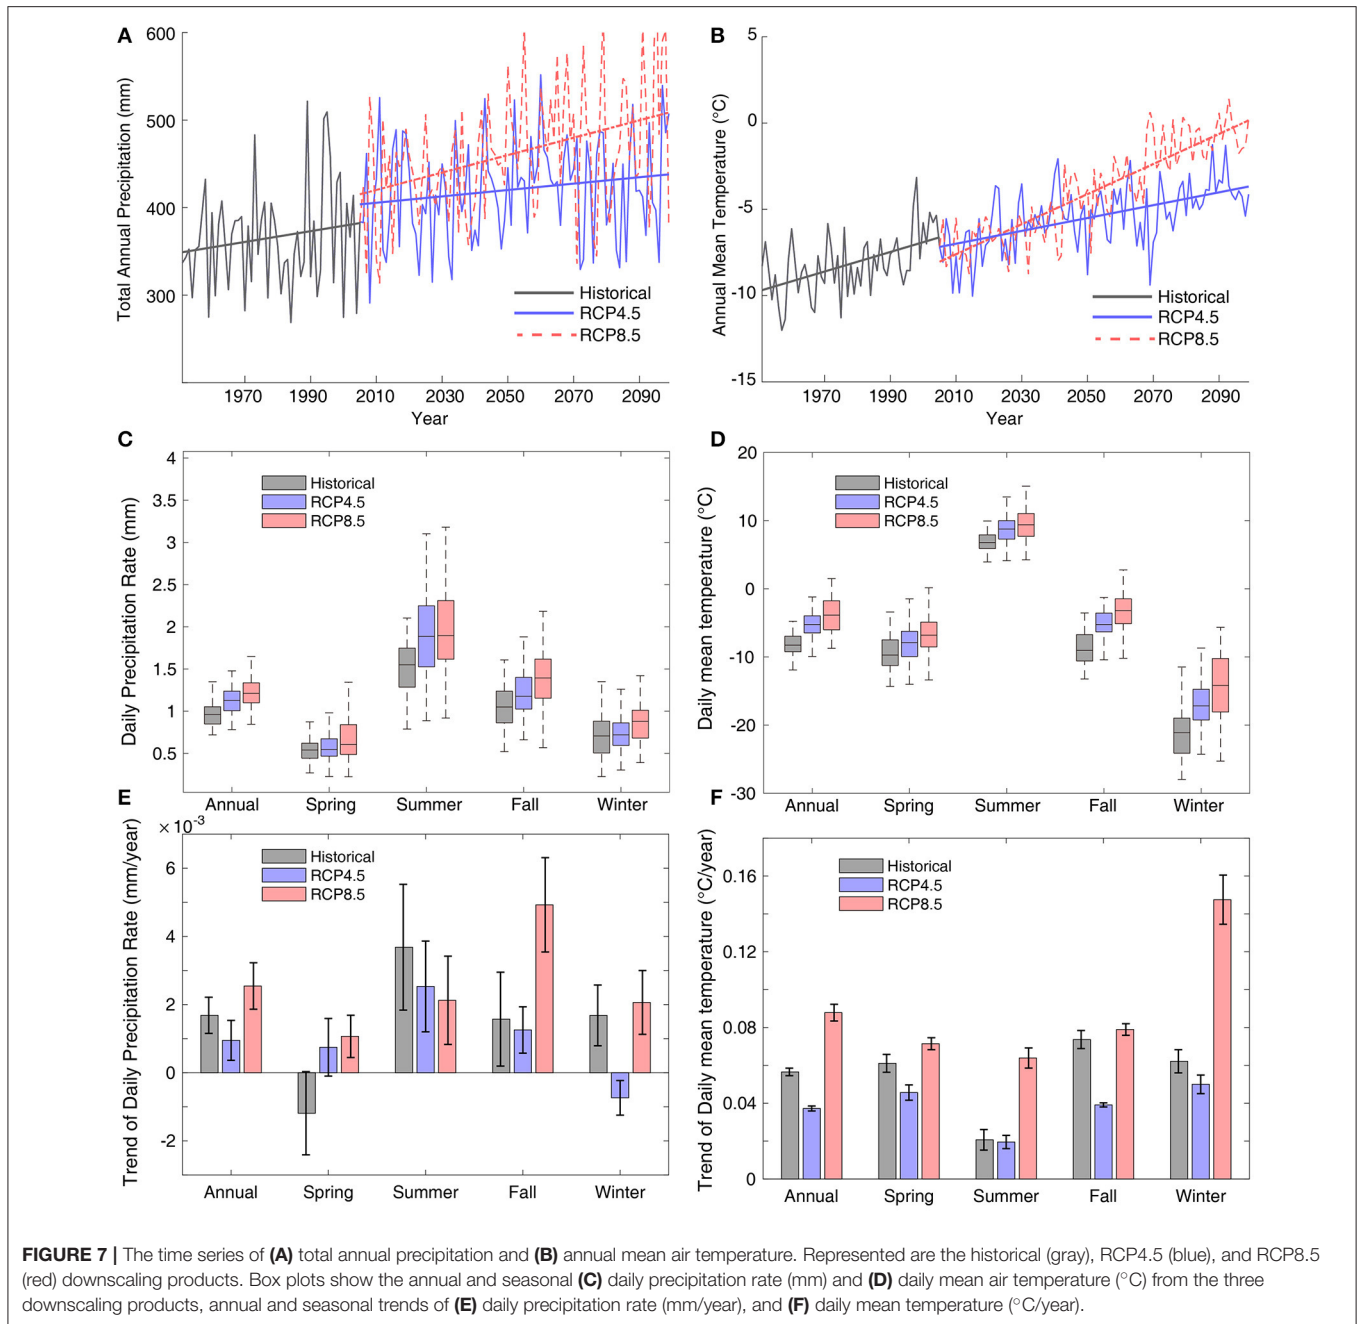 A
600
500
400
300
Total Annual Precipitation (mm)
Historical
RCP4.5
RCP8.5
1970 1990 2010 2030 2050 2070 2090
Year
B
5
0
-5
-10
-15
Annual Mean Temperature (°C)
Historical
RCP4.5
RCP8.5
1970 1990 2010 2030 2050 2070 2090
Year
C
4
3.5
3
2.5
2
1.5
1
0.5
Daily Precipitation Rate (mm)
Historical
RCP4.5
RCP8.5
Annual Spring Summer Fall Winter
D
20
10
0
-10
-20
-30
Daily mean temperature (°C)
Historical
RCP4.5
RCP8.5
Annual Spring Summer Fall Winter
E
× 10-3
6
4
2
0
-2
Trend of Daily Precipitation Rate (mm/year)
Historical
RCP4.5
RCP8.5
Annual Spring Summer Fall Winter
F
0.16
0.12
0.08
0.04
0
Trend of Daily mean temperature (°C/year)
Historical
RCP4.5
RCP8.5
Annual Spring Summer Fall Winter
FIGURE 7 | The time series of (A) total annual precipitation and (B) annual mean air temperature. Represented are the historical (gray), RCP4.5 (blue), and RCP8.5
(red) downscaling products. Box plots show the annual and seasonal (C) daily precipitation rate (mm) and (D) daily mean air temperature (°C) from the three
downscaling products, annual and seasonal trends of (E) daily precipitation rate (mm/year), and (F) daily mean temperature (°C/year).